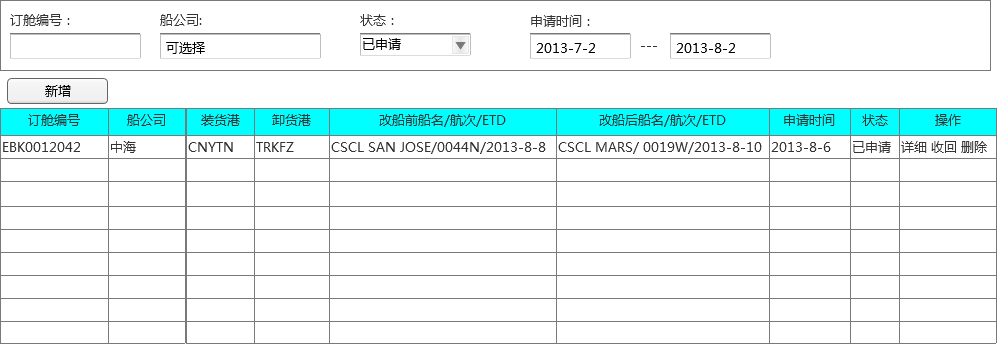 订舱编号： 船公司: 状态： 申请时间：
可选择 已申请 2013-7-2 --- 2013-8-2
新增
订舱编号 船公司 装货港 卸货港 改船前船名/航次/ETD 改船后船名/航次/ETD 申请时间 状态 操作
EBK0012042 中海 CNYTN TRKFZ CSCL SAN JOSE/0044N/2013-8-8 CSCL MARS/ 0019W/2013-8-10 2013-8-6 已申请 详细 收回 删除